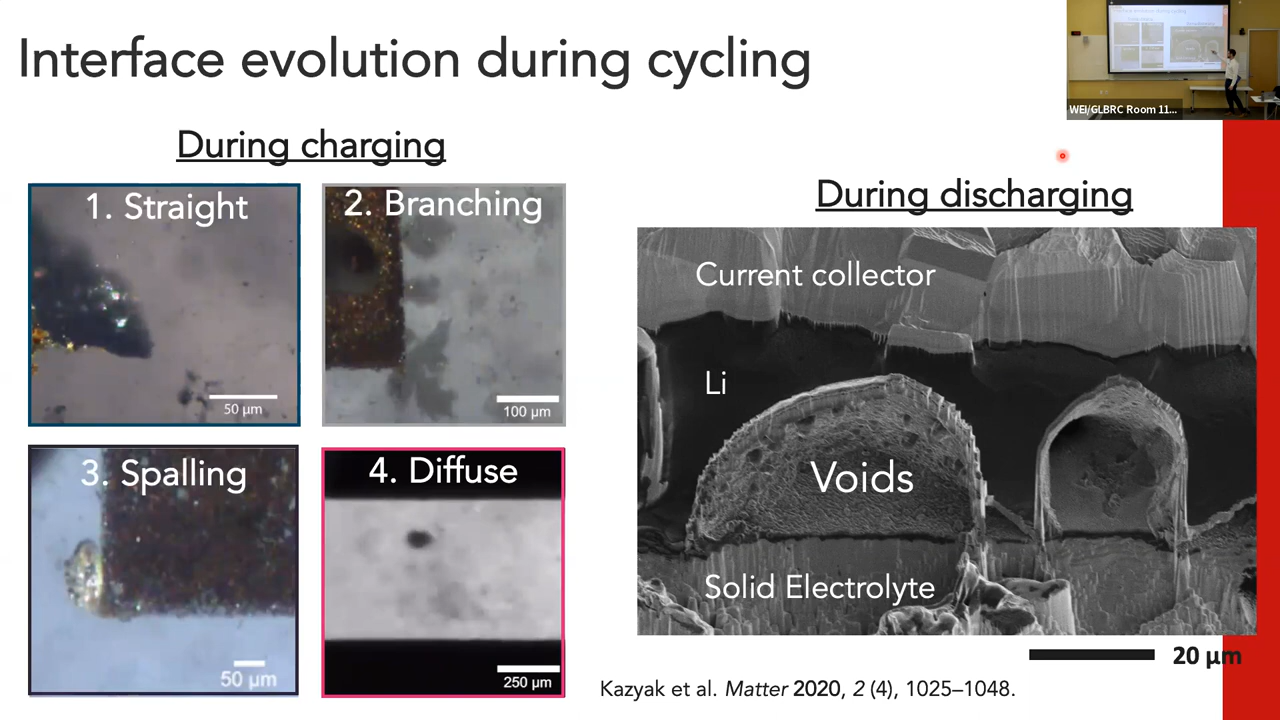 Interface evolution during cycling
WEI/GLBRC Room 11...
During charging
1. Straight
50 µm
2. Branching
100 µm
3. Spalling
50 µm
4. Diffuse
250 µm
During discharging
Current collector
Li
Voids
Solid Electrolyte
20 µm
Kazyak et al. Matter 2020, 2 (4), 1025–1048.